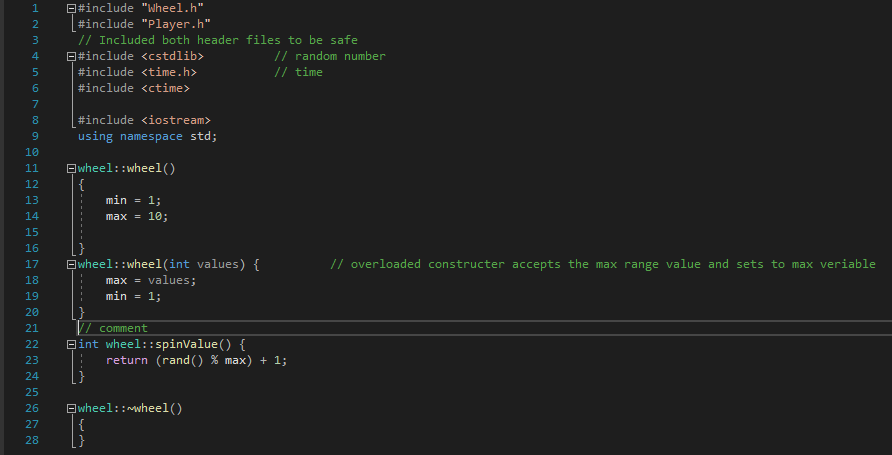 1 #include "Wheel.h"
2 #include "Player.h"
3 // Included both header files to be safe
4 #include <cstdlib> // random number
5 #include <time.h> // time
6 #include <ctime>
7
8 #include <iostream>
9 using namespace std;
10
11 wheel::wheel()
12 {
13 min = 1;
14 max = 10;
15
16 }
17 wheel::wheel(int values) { // overloaded constructer accepts the max range value and sets to max veriable
18 max = values;
19 min = 1;
20 }
21 // comment
22 int wheel::spinValue() {
23 return (rand() % max) + 1;
24 }
25
26 wheel::~wheel()
27 {
28 }